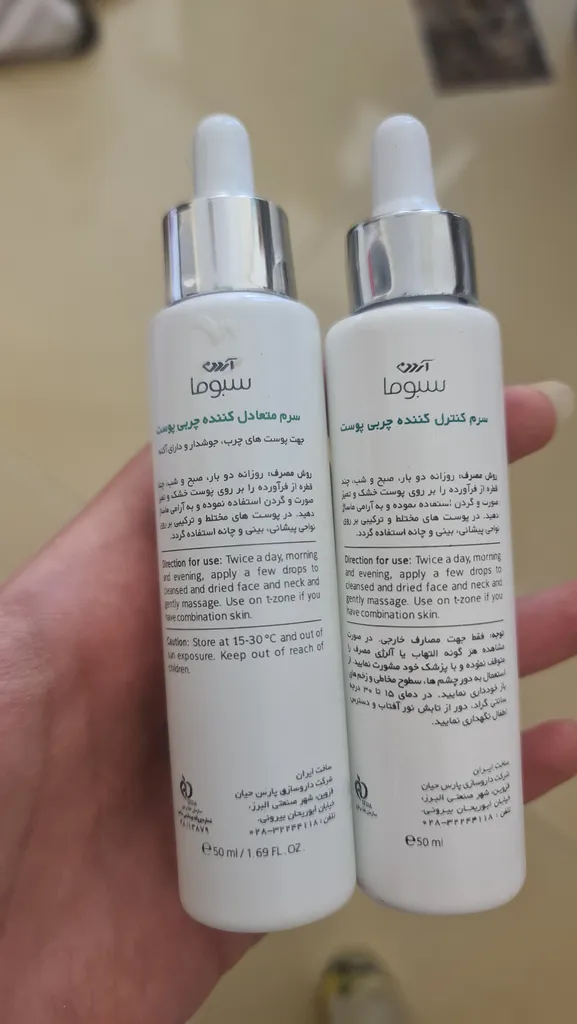 آردن
سبوما
سرم متعادل کننده چربی پوست
جهت پوست های چرب، جوشدار و دارای آکنه
روش مصرف: روزانه دو بار، صبح و شب، چند
قطره از فرآورده را بر روی پوست خشک و تمیز
صورت و گردن استفاده نموده و به آرامی ماساژ
دهید. در پوست های مختلط و ترکیبی بر روی
نواحی پیشانی، بینی و چانه استفاده گردد.
Direction for use: Twice a day, morning
and evening, apply a few drops to
cleansed and dried face and neck and
gently massage. Use on t-zone if you
have combination skin.
Caution: Store at 15-30 °C and out of
sun exposure. Keep out of reach of
children.
ساخت ایران
شرکت داروسازی پارس حیان
قزوین، شهر صنعتی البرز،
خیابان ابوریحان بیرونی.
تلفن: ۰۲۸-۳۲۲۴۴۱۱۸
℮ 50 ml / 1.69 FL. OZ.
آردن
سبوما
سرم کنترل کننده چربی پوست
روش مصرف: روزانه دو بار، صبح و شب، چند
قطره از فرآورده را بر روی پوست خشک و تمیز
صورت و گردن استفاده نموده و به آرامی ماساژ
دهید. در پوست های مختلط و ترکیبی بر روی
نواحی پیشانی، بینی و چانه استفاده گردد.
Direction for use: Twice a day, morning
and evening, apply a few drops to
cleansed and dried face and neck and
gently massage. Use on t-zone if you
have combination skin.
توجه: فقط جهت مصارف خارجی. در صورت
مشاهده هر گونه التهاب یا آلرژی مصرف را
متوقف نموده و با پزشک خود مشورت نمایید. از
استعمال به دور چشم ها، سطوح مخاطی و زخم های
باز خودداری نمایید. در دمای ۱۵ تا ۳۰ درجه
سانتی گراد، دور از تابش نور آفتاب و دسترس
اطفال نگهداری نمایید.
ساخت ایران
شرکت داروسازی پارس حیان
قزوین، شهر صنعتی البرز،
خیابان ابوریحان بیرونی.
تلفن: ۰۲۸-۳۲۲۴۴۱۱۸
℮ 50 ml